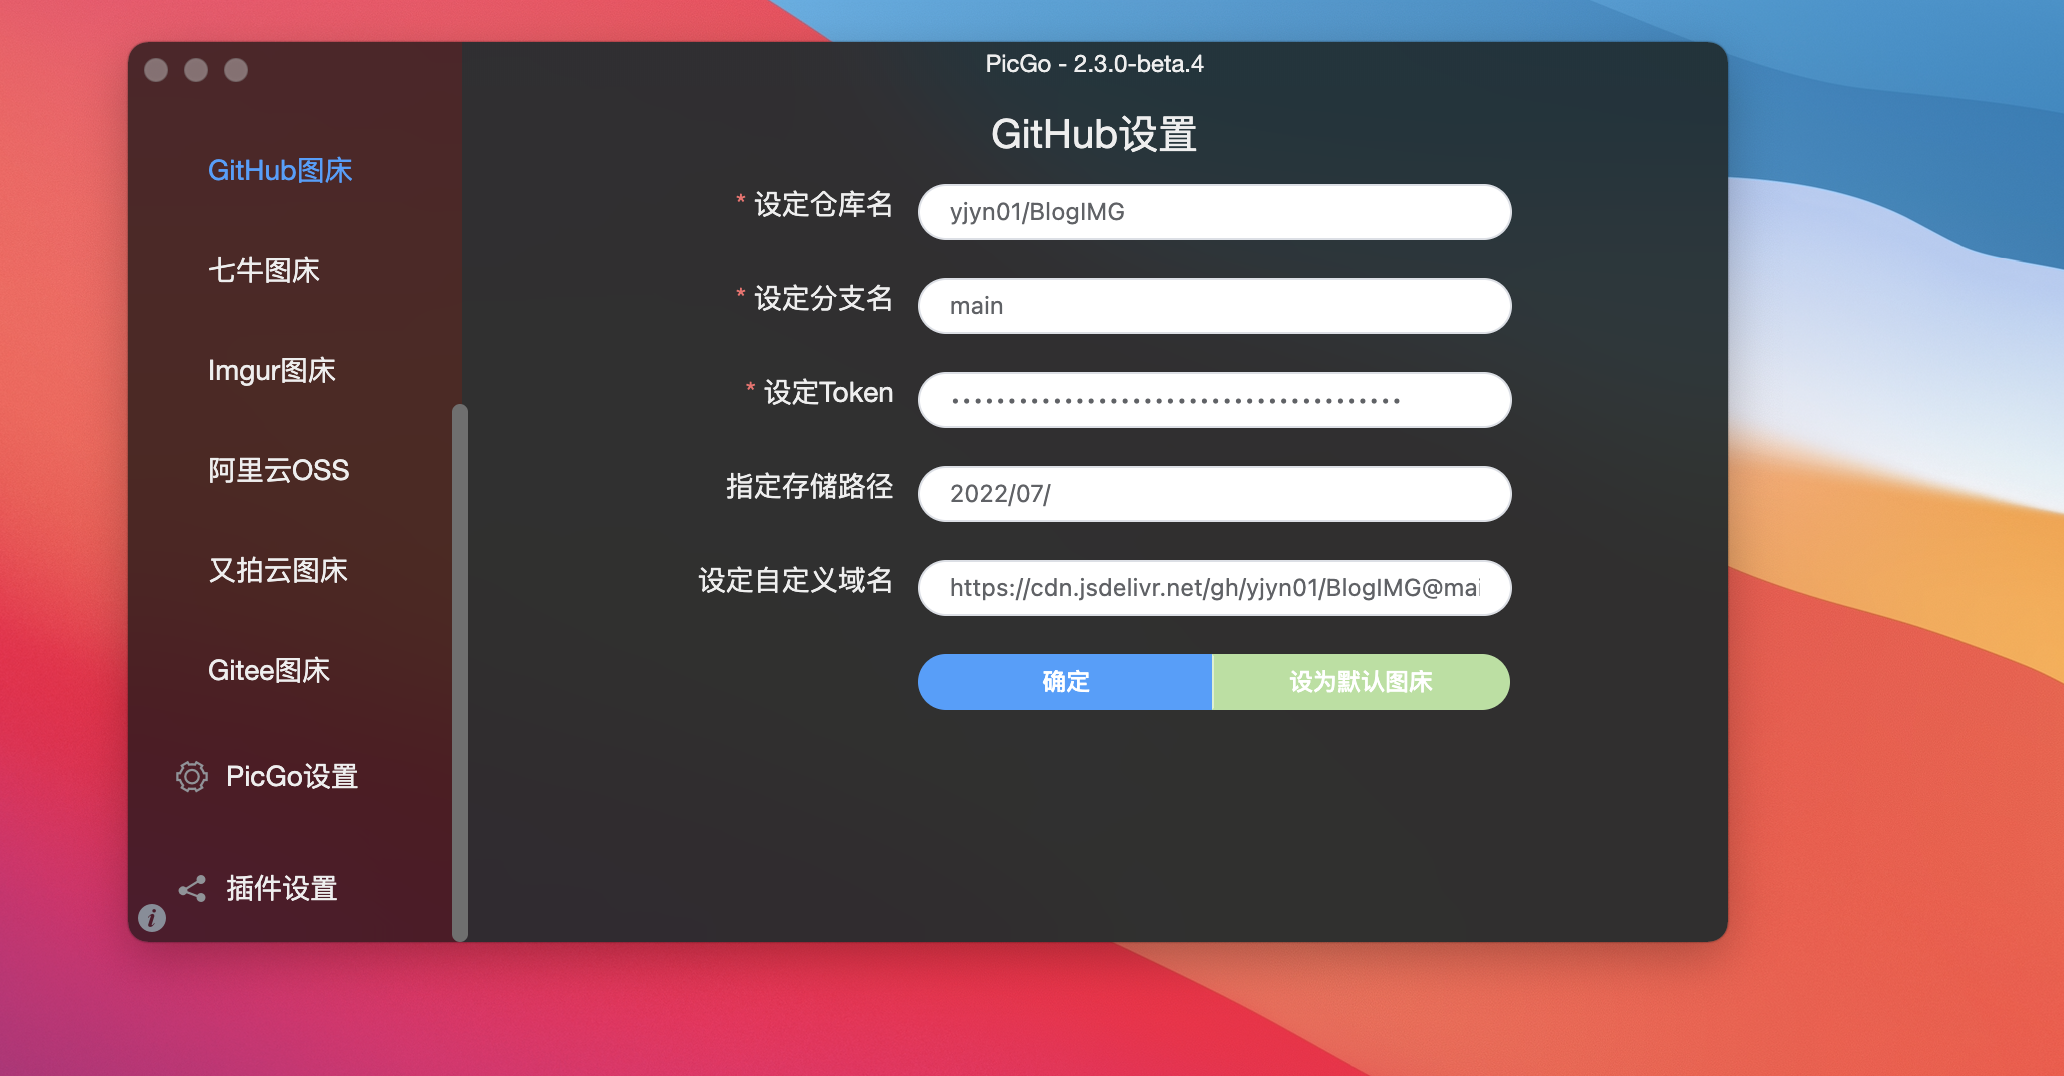 PicGo - 2.3.0-beta.4
GitHub图床
七牛图床
Imgur图床
阿里云OSS
又拍云图床
Gitee图床
PicGo设置
插件设置
i
GitHub设置
* 设定仓库名 yjyn01/BlogIMG
* 设定分支名 main
* 设定Token ••••••••••••••••••••••••••••••••••••••••
指定存储路径 2022/07/
设定自定义域名 https://cdn.jsdelivr.net/gh/yjyn01/BlogIMG@mai
确定 设为默认图床